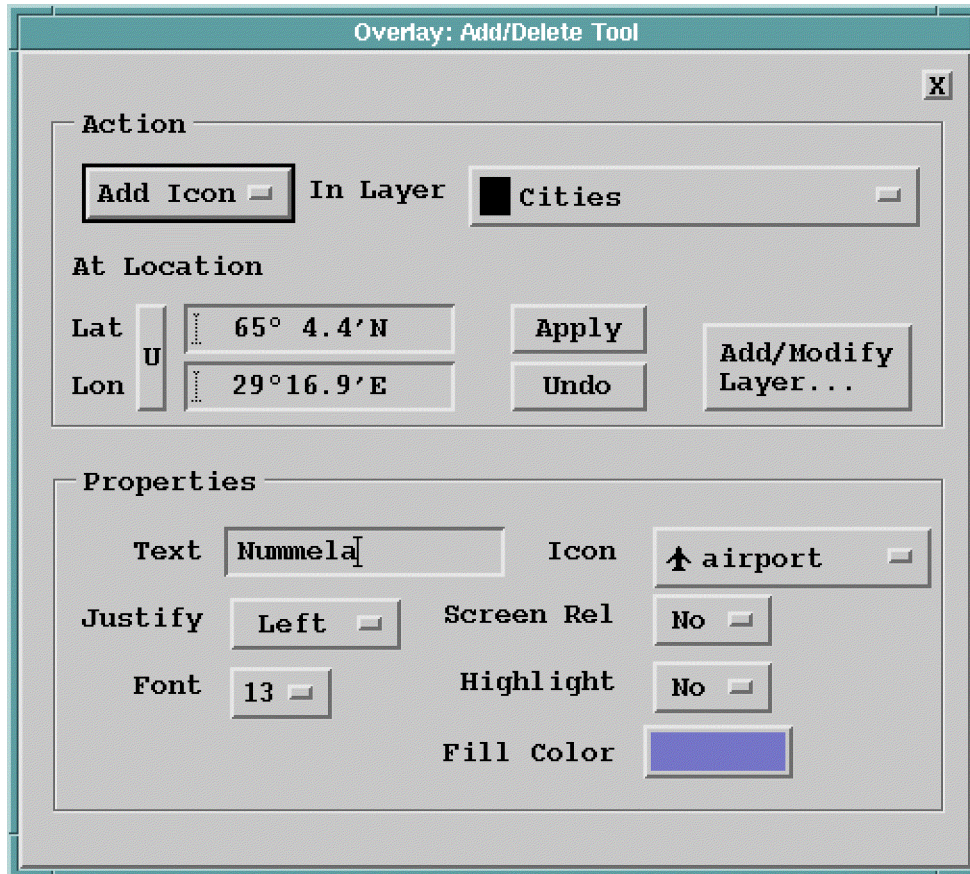 Overlay: Add/Delete Tool
X
Action
Add Icon In Layer Cities
At Location
Lat 65° 4.4'N Apply
U
Add/Modify
Layer...
Lon 29°16.9'E Undo
Properties
Text Nummela Icon airport
Justify Left Screen Rel No
Font 13 Highlight No
Fill Color